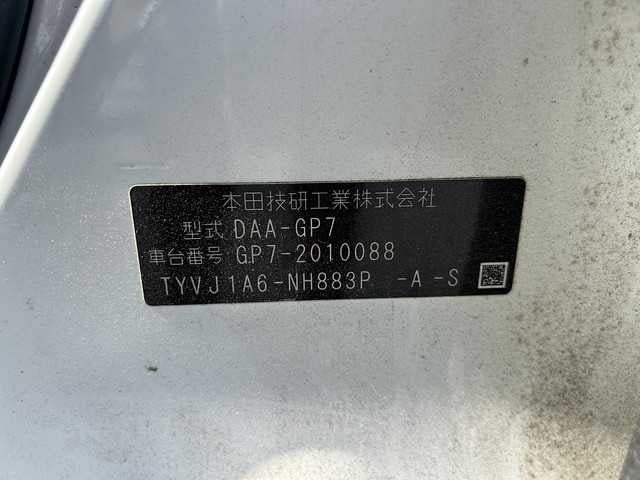 本田技研工業株式会社
型式 DAA-GP7
車台番号 GP7-2010088
TYVJ1A6-NH883P -A-S